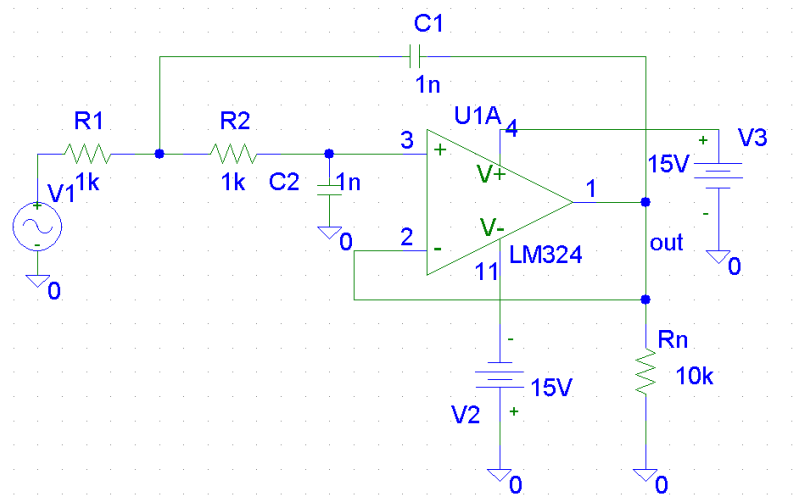 C1
1n
R1
R2
U1A
4
V3
3
+
+
15V
V1
1k
1k
C2
1n
V+
+
1
-
-
0
2
-
V-
LM324
out
0
0
11
-
Rn
15V
10k
V2
+
0
0